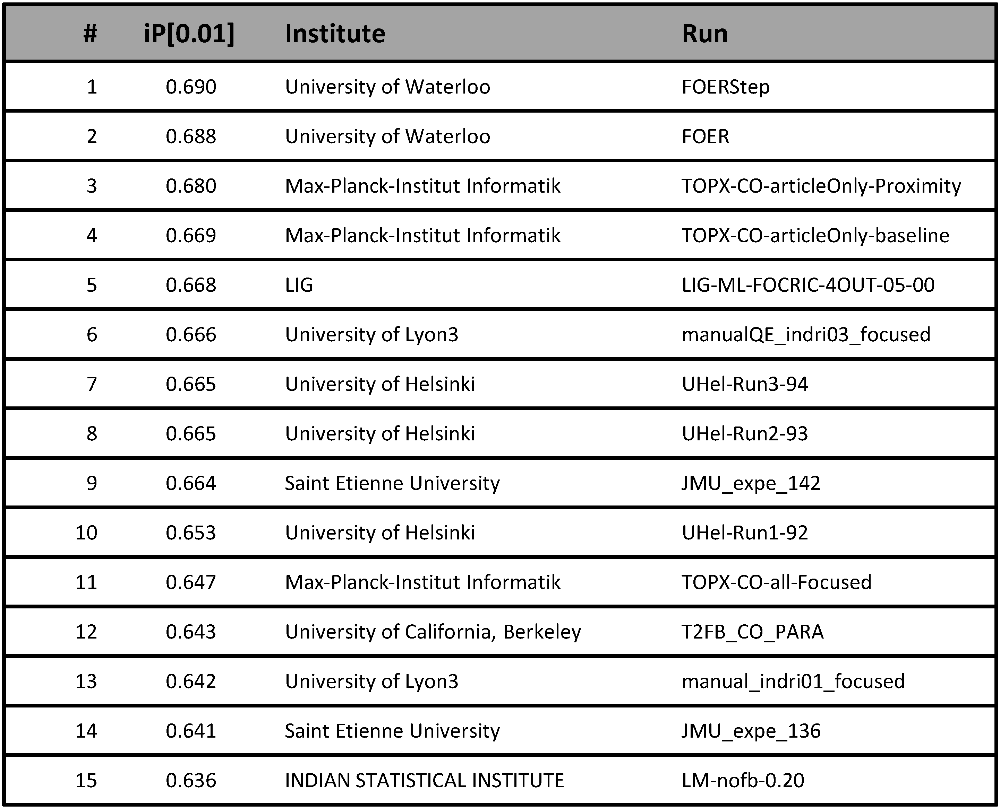 # iP[0.01] Institute Run
1 0.690 University of Waterloo FOERStep
2 0.688 University of Waterloo FOER
3 0.680 Max-Planck-Institut Informatik TOPX-CO-articleOnly-Proximity
4 0.669 Max-Planck-Institut Informatik TOPX-CO-articleOnly-baseline
5 0.668 LIG LIG-ML-FOCRIC-4OUT-05-00
6 0.666 University of Lyon3 manualQE_indri03_focused
7 0.665 University of Helsinki UHel-Run3-94
8 0.665 University of Helsinki UHel-Run2-93
9 0.664 Saint Etienne University JMU_expe_142
10 0.653 University of Helsinki UHel-Run1-92
11 0.647 Max-Planck-Institut Informatik TOPX-CO-all-Focused
12 0.643 University of California, Berkeley T2FB_CO_PARA
13 0.642 University of Lyon3 manual_indri01_focused
14 0.641 Saint Etienne University JMU_expe_136
15 0.636 INDIAN STATISTICAL INSTITUTE LM-nofb-0.20